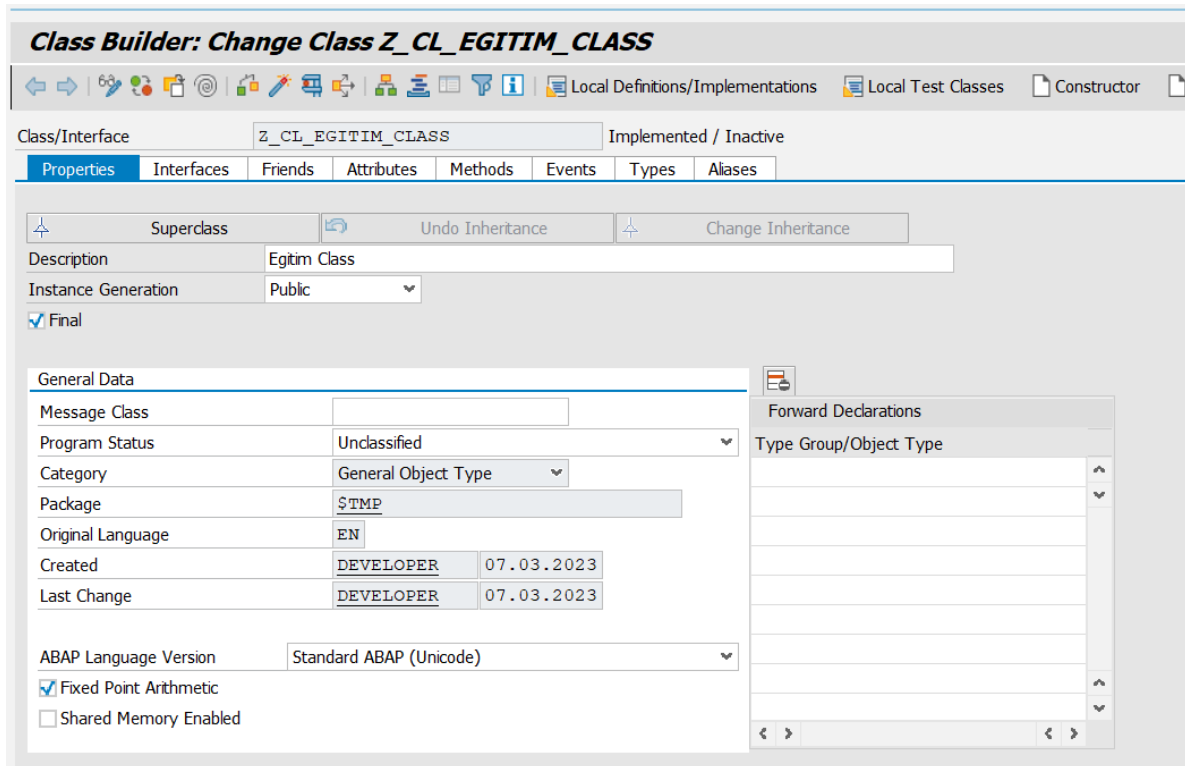 Class Builder: Change Class Z_CL_EGITIM_CLASS
Local Definitions/Implementations Local Test Classes Constructor
Class/Interface Z_CL_EGITIM_CLASS Implemented / Inactive
Properties Interfaces Friends Attributes Methods Events Types Aliases
Superclass Undo Inheritance Change Inheritance
Description Egitim Class
Instance Generation Public
Final
General Data
Message Class
Program Status Unclassified
Category General Object Type
Package $TMP
Original Language EN
Created DEVELOPER 07.03.2023
Last Change DEVELOPER 07.03.2023
ABAP Language Version Standard ABAP (Unicode)
Fixed Point Arithmetic
Shared Memory Enabled
Forward Declarations
Type Group/Object Type